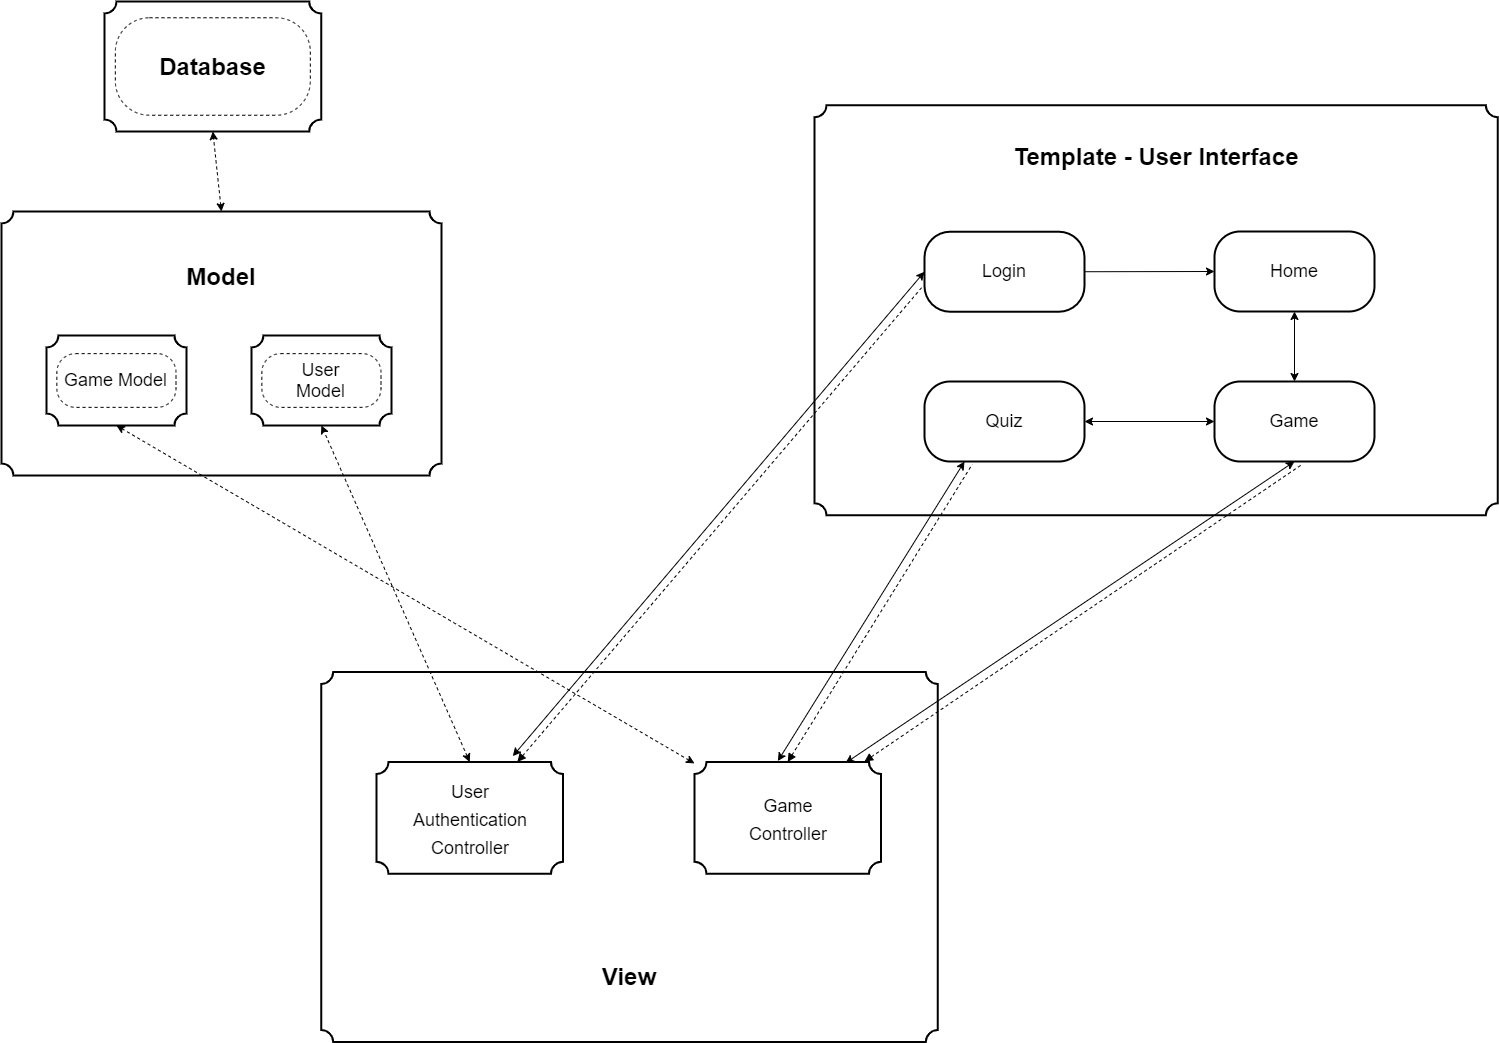 Database
Template - User Interface
Model
Login
Home
Game Model
User
Model
Quiz
Game
User
Authentication
Controller
Game
Controller
View